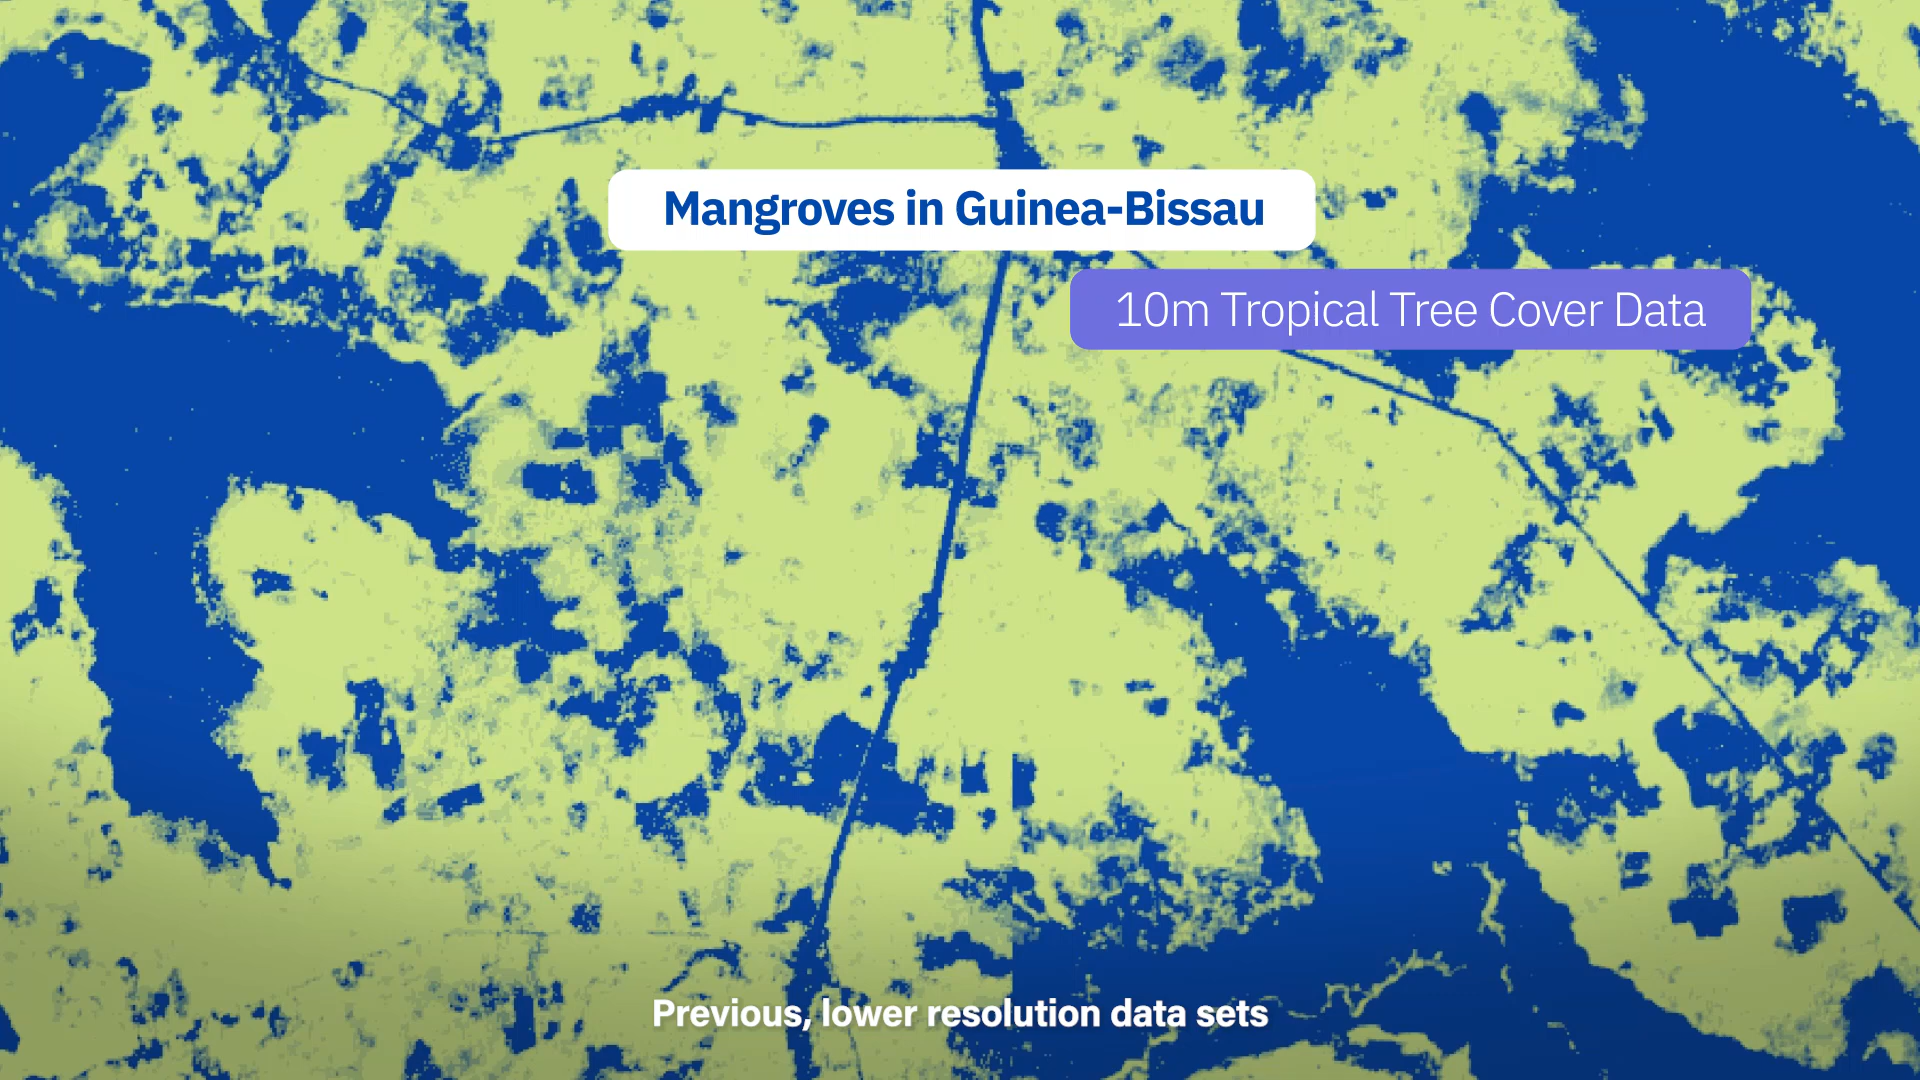 Mangroves in Guinea-Bissau
10m Tropical Tree Cover Data
Previous, lower resolution data sets